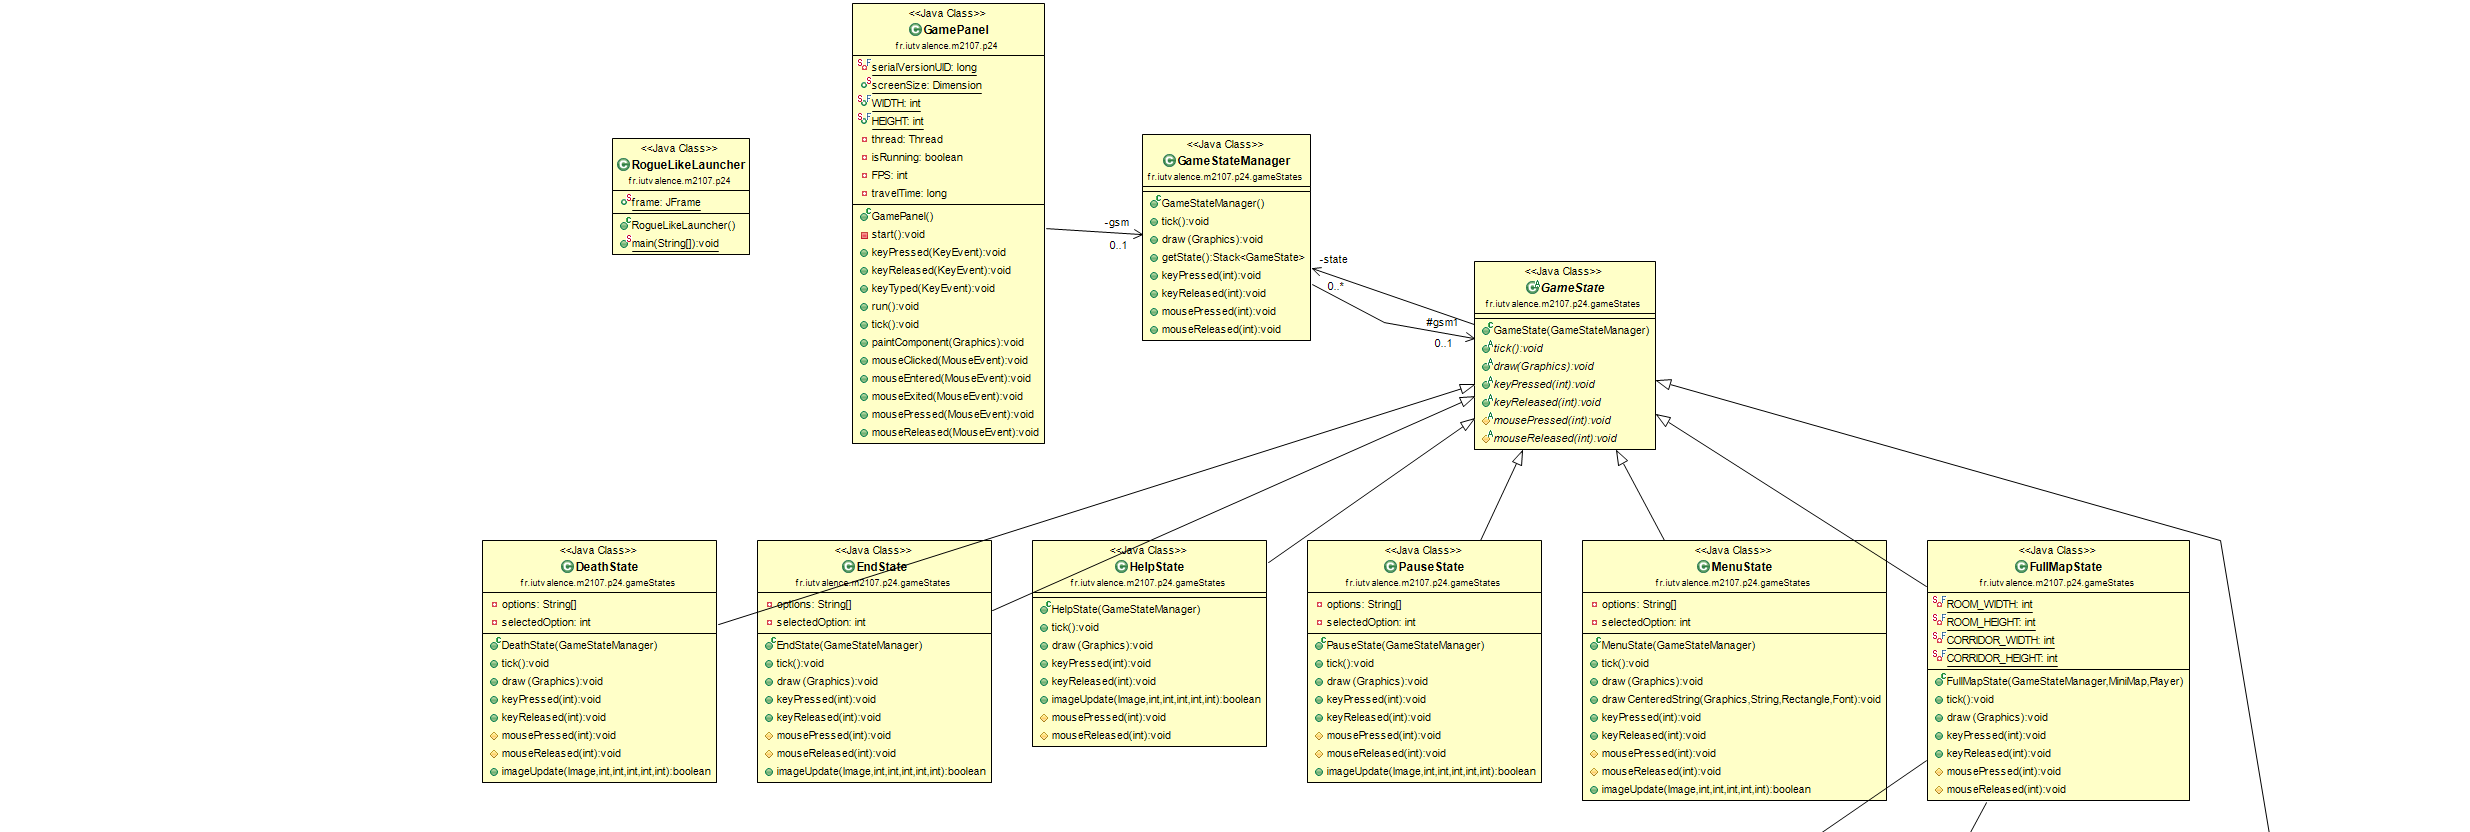 <<Java Class>>
GamePanel
fr.iutvalence.m2107.p24
serialVersionUID: long
screenSize: Dimension
WIDTH: int
HEIGHT: int
thread: Thread
isRunning: boolean
FPS: int
travelTime: long
GamePanel()
start():void
keyPressed(KeyEvent):void
keyReleased(KeyEvent):void
keyTyped(KeyEvent):void
run():void
tick():void
paintComponent(Graphics):void
mouseClicked(MouseEvent):void
mouseEntered(MouseEvent):void
mouseExited(MouseEvent):void
mousePressed(MouseEvent):void
mouseReleased(MouseEvent):void
<<Java Class>>
RogueLikeLauncher
fr.iutvalence.m2107.p24
frame: JFrame
RogueLikeLauncher()
main(String[]):void
-gsm
0..1
<<Java Class>>
GameStateManager
fr.iutvalence.m2107.p24.gameStates
GameStateManager()
tick():void
draw(Graphics):void
getState():Stack<GameState>
keyPressed(int):void
keyReleased(int):void
mousePressed(int):void
mouseReleased(int):void
-state
0..*
#gsm1
0..1
<<Java Class>>
GameState
fr.iutvalence.m2107.p24.gameStates
GameState(GameStateManager)
tick():void
draw(Graphics):void
keyPressed(int):void
keyReleased(int):void
mousePressed(int):void
mouseReleased(int):void
<<Java Class>>
DeathState
fr.iutvalence.m2107.p24.gameStates
options: String[]
selectedOption: int
DeathState(GameStateManager)
tick():void
draw(Graphics):void
keyPressed(int):void
keyReleased(int):void
mousePressed(int):void
mouseReleased(int):void
imageUpdate(Image,int,int,int,int,int):boolean
<<Java Class>>
EndState
fr.iutvalence.m2107.p24.gameStates
options: String[]
selectedOption: int
EndState(GameStateManager)
tick():void
draw(Graphics):void
keyPressed(int):void
keyReleased(int):void
mousePressed(int):void
mouseReleased(int):void
imageUpdate(Image,int,int,int,int,int):boolean
<<Java Class>>
HelpState
fr.iutvalence.m2107.p24.gameStates
HelpState(GameStateManager)
tick():void
draw(Graphics):void
keyPressed(int):void
keyReleased(int):void
imageUpdate(Image,int,int,int,int,int):boolean
mousePressed(int):void
mouseReleased(int):void
<<Java Class>>
PauseState
fr.iutvalence.m2107.p24.gameStates
options: String[]
selectedOption: int
PauseState(GameStateManager)
tick():void
draw(Graphics):void
keyPressed(int):void
keyReleased(int):void
mousePressed(int):void
mouseReleased(int):void
imageUpdate(Image,int,int,int,int,int):boolean
<<Java Class>>
MenuState
fr.iutvalence.m2107.p24.gameStates
options: String[]
selectedOption: int
MenuState(GameStateManager)
tick():void
draw(Graphics):void
drawCenteredString(Graphics,String,Rectangle,Font):void
keyPressed(int):void
keyReleased(int):void
mousePressed(int):void
mouseReleased(int):void
imageUpdate(Image,int,int,int,int,int):boolean
<<Java Class>>
FullMapState
fr.iutvalence.m2107.p24.gameStates
ROOM_WIDTH: int
ROOM_HEIGHT: int
CORRIDOR_WIDTH: int
CORRIDOR_HEIGHT: int
FullMapState(GameStateManager,MiniMap,Player)
tick():void
draw(Graphics):void
keyPressed(int):void
keyReleased(int):void
mousePressed(int):void
mouseReleased(int):void